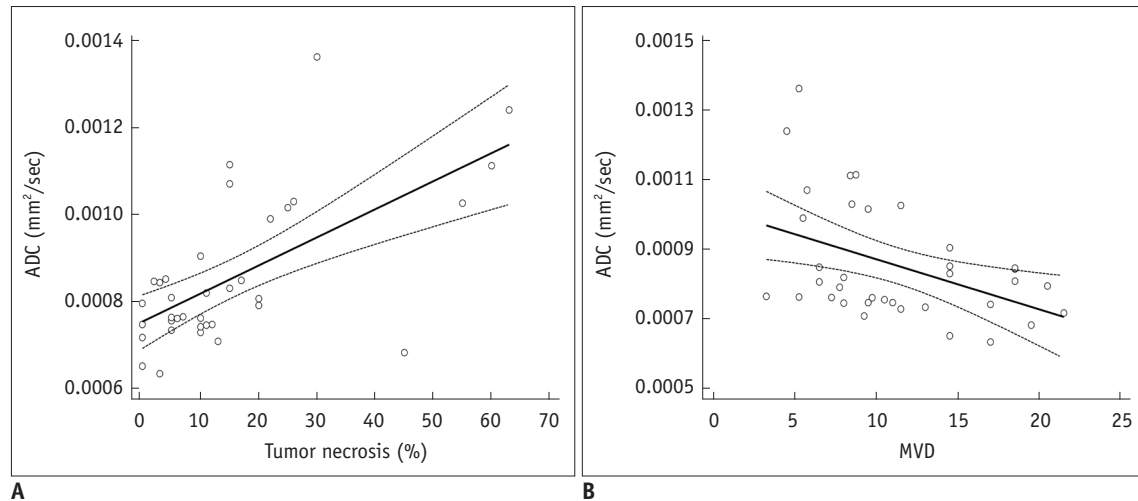 0.0014
0.0012
0.0010
0.0008
0.0006
ADC (mm²/sec)
0 10 20 30 40 50 60 70
Tumor necrosis (%)
A
0.0015
0.0013
0.0011
0.0009
0.0007
0.0005
ADC (mm²/sec)
0 5 10 15 20 25
MVD
B